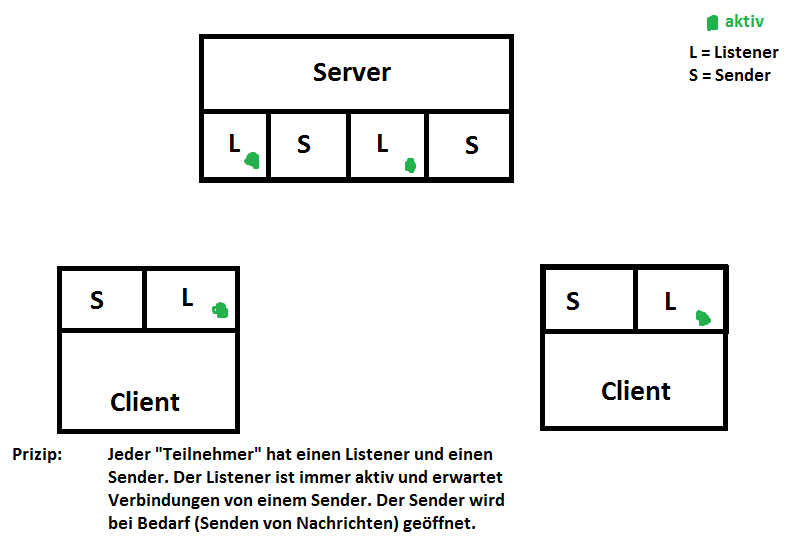 aktiv
L = Listener
S = Sender
Server
L S L S
S L
S L
Client
Client
Prizip: Jeder "Teilnehmer" hat einen Listener und einen
Sender. Der Listener ist immer aktiv und erwartet
Verbindungen von einem Sender. Der Sender wird
bei Bedarf (Senden von Nachrichten) geöffnet.